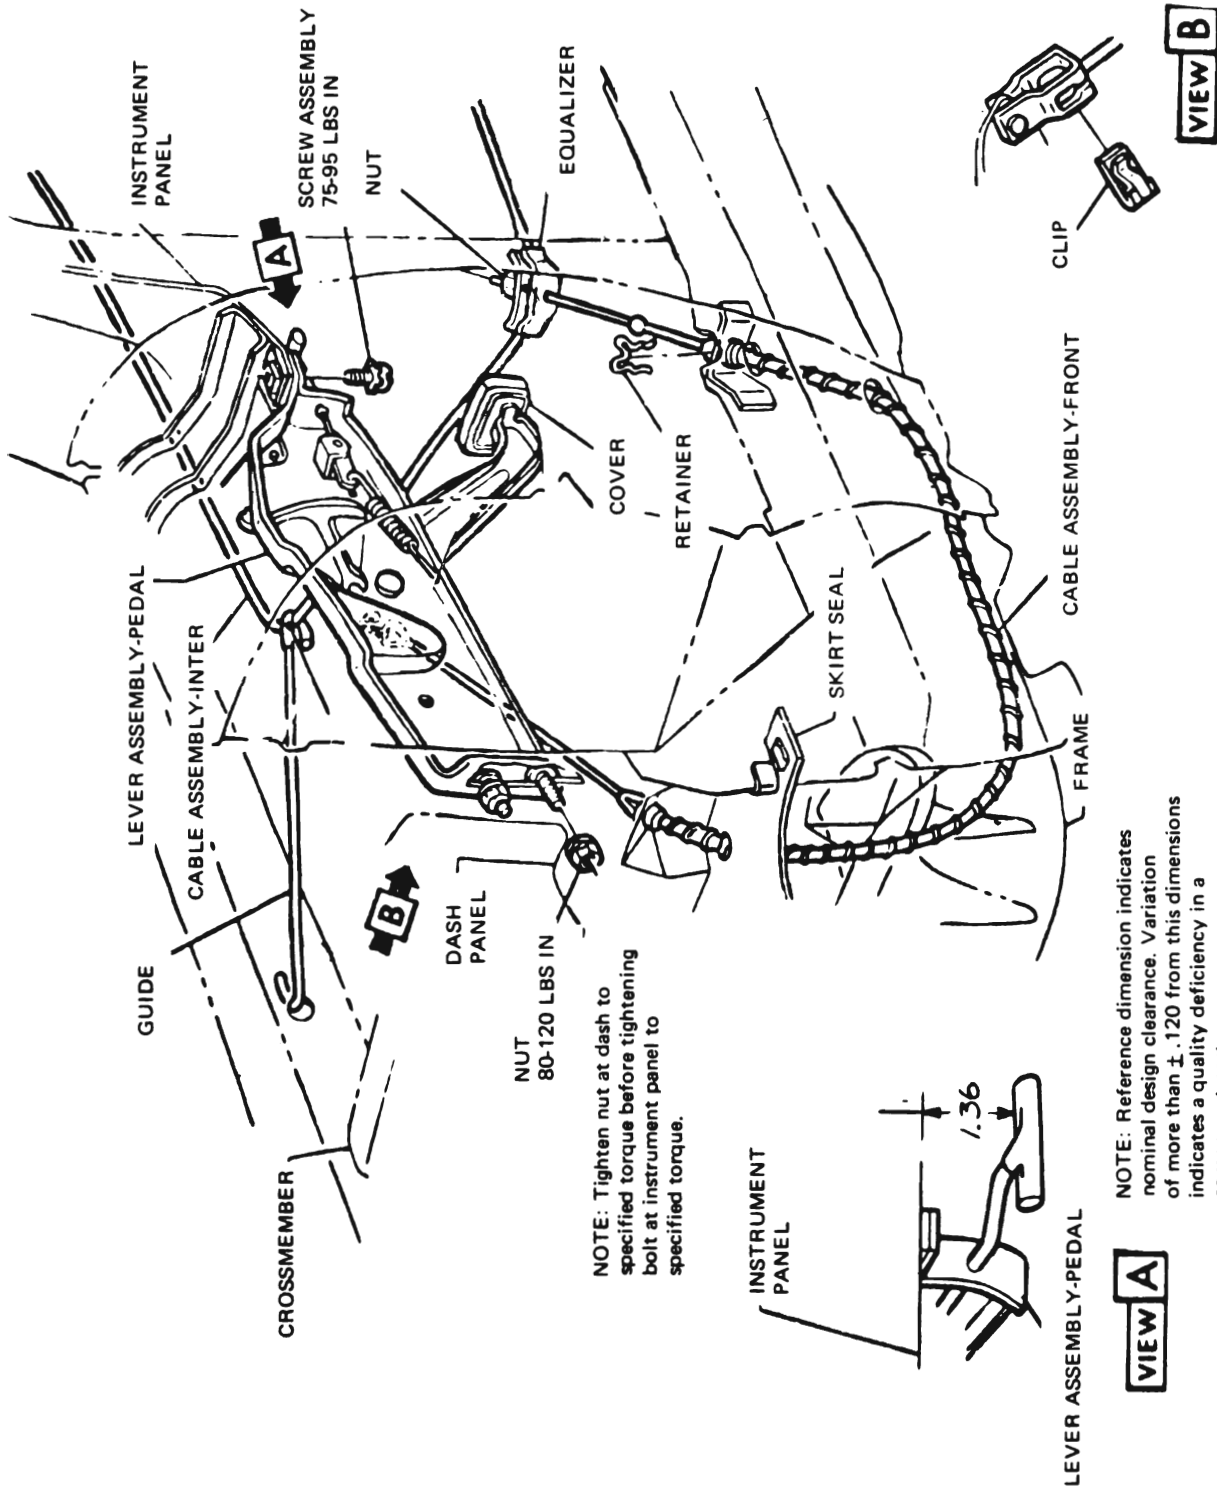 INSTRUMENT
PANEL
SCREW ASSEMBLY
75-95 LBS IN
NUT
EQUALIZER
LEVER ASSEMBLY-PEDAL
CABLE ASSEMBLY-INTER
GUIDE
CROSSMEMBER
A
B
DASH
PANEL
NUT
80-120 LBS IN
NOTE: Tighten nut at dash to
specified torque before tightening
bolt at instrument panel to
specified torque.
COVER
RETAINER
SKIRT SEAL
CABLE ASSEMBLY-FRONT
FRAME
CLIP
VIEW B
INSTRUMENT
PANEL
1.36
LEVER ASSEMBLY-PEDAL
VIEW A
NOTE: Reference dimension indicates
nominal design clearance. Variation
of more than ± .120 from this dimensions
indicates a quality deficiency in a